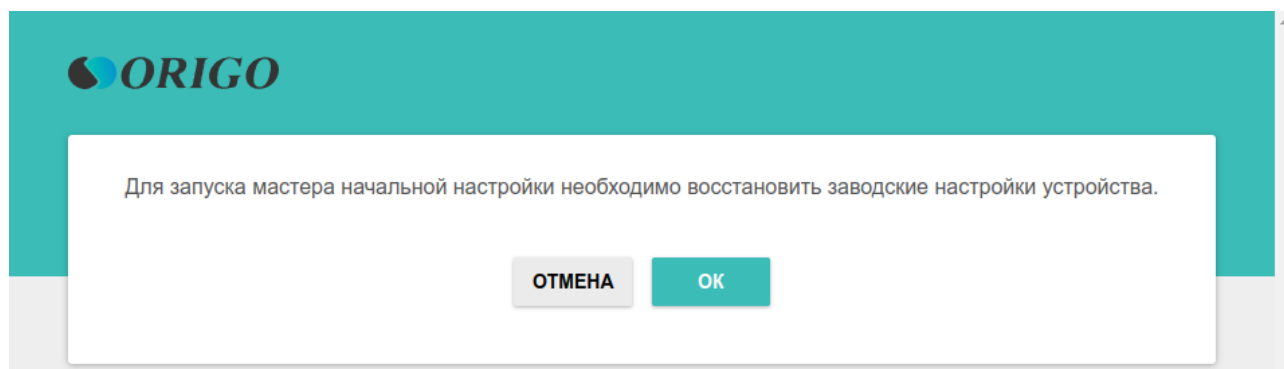 ORIGO
Для запуска мастера начальной настройки необходимо восстановить заводские настройки устройства.
ОТМЕНА
ОК